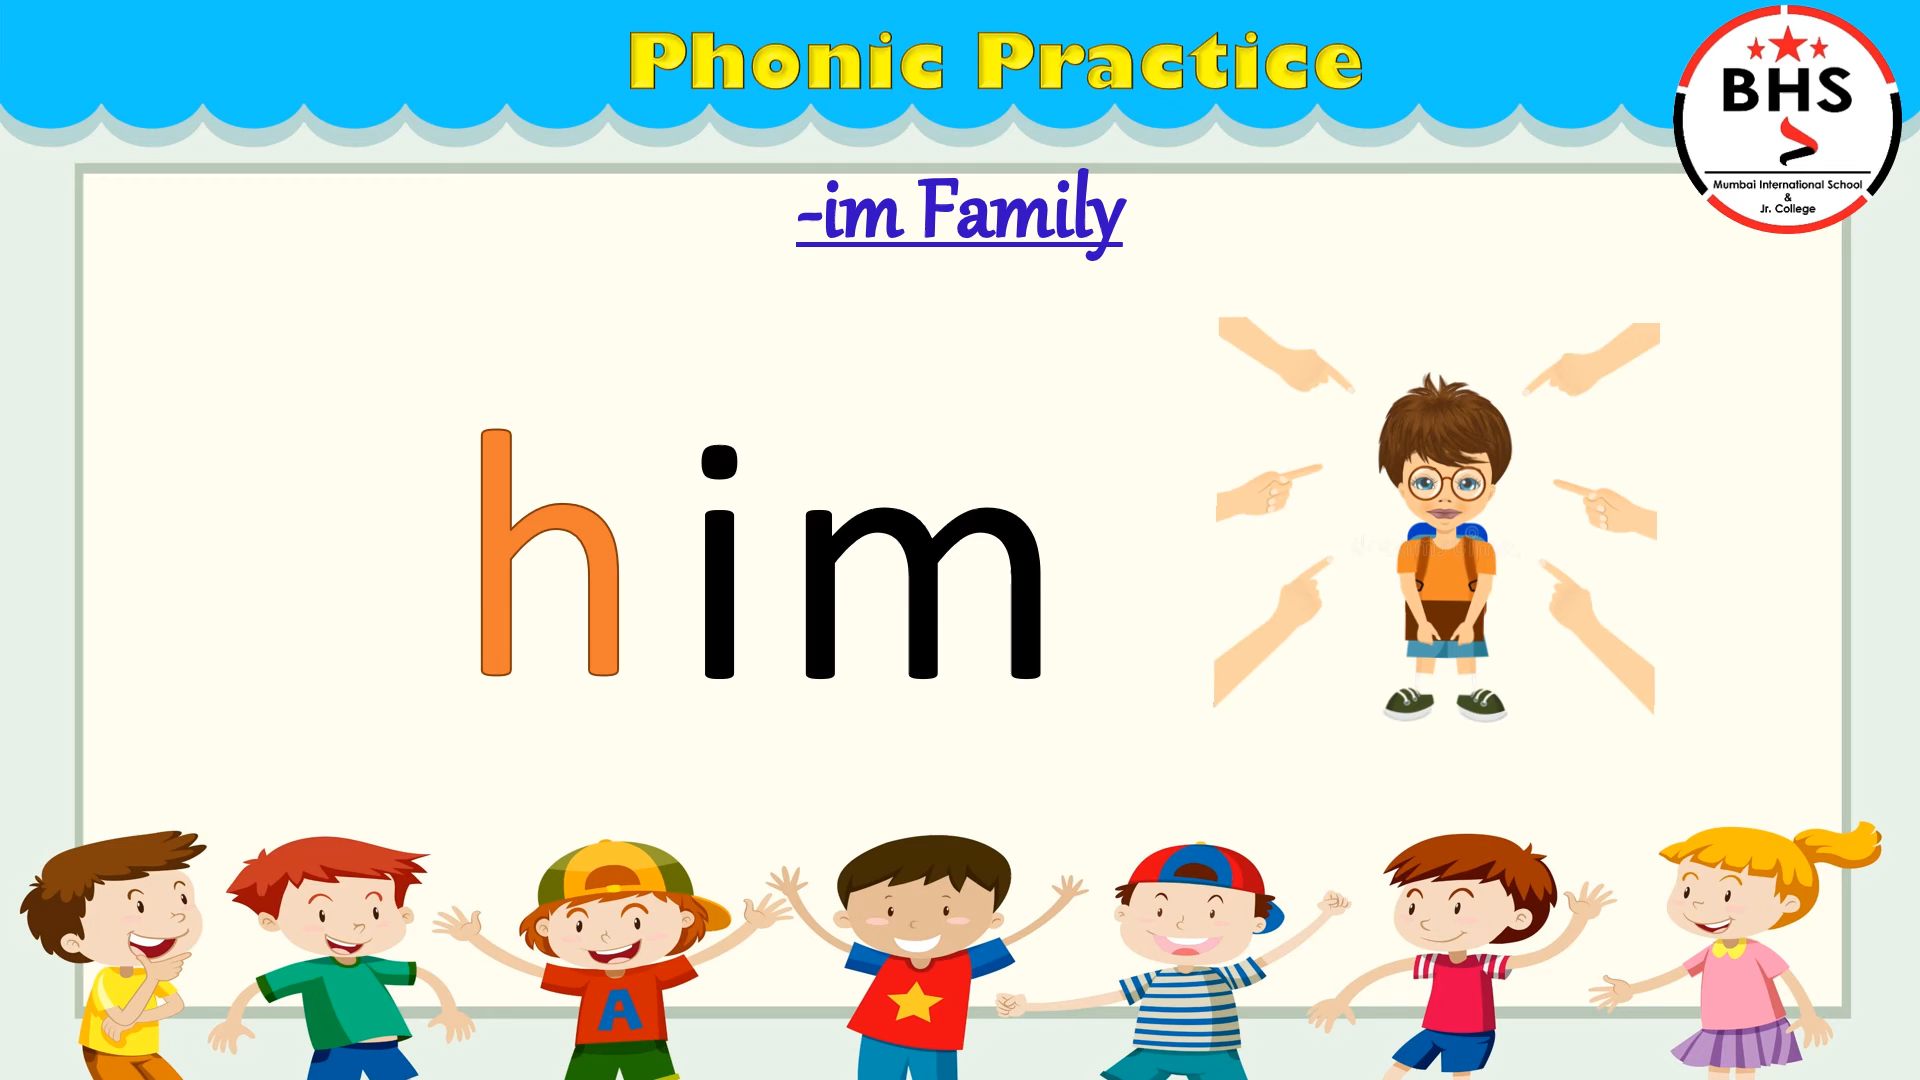 Phonic Practice
BHS
Mumbai International School
&
Jr. College
-im Family
him
A